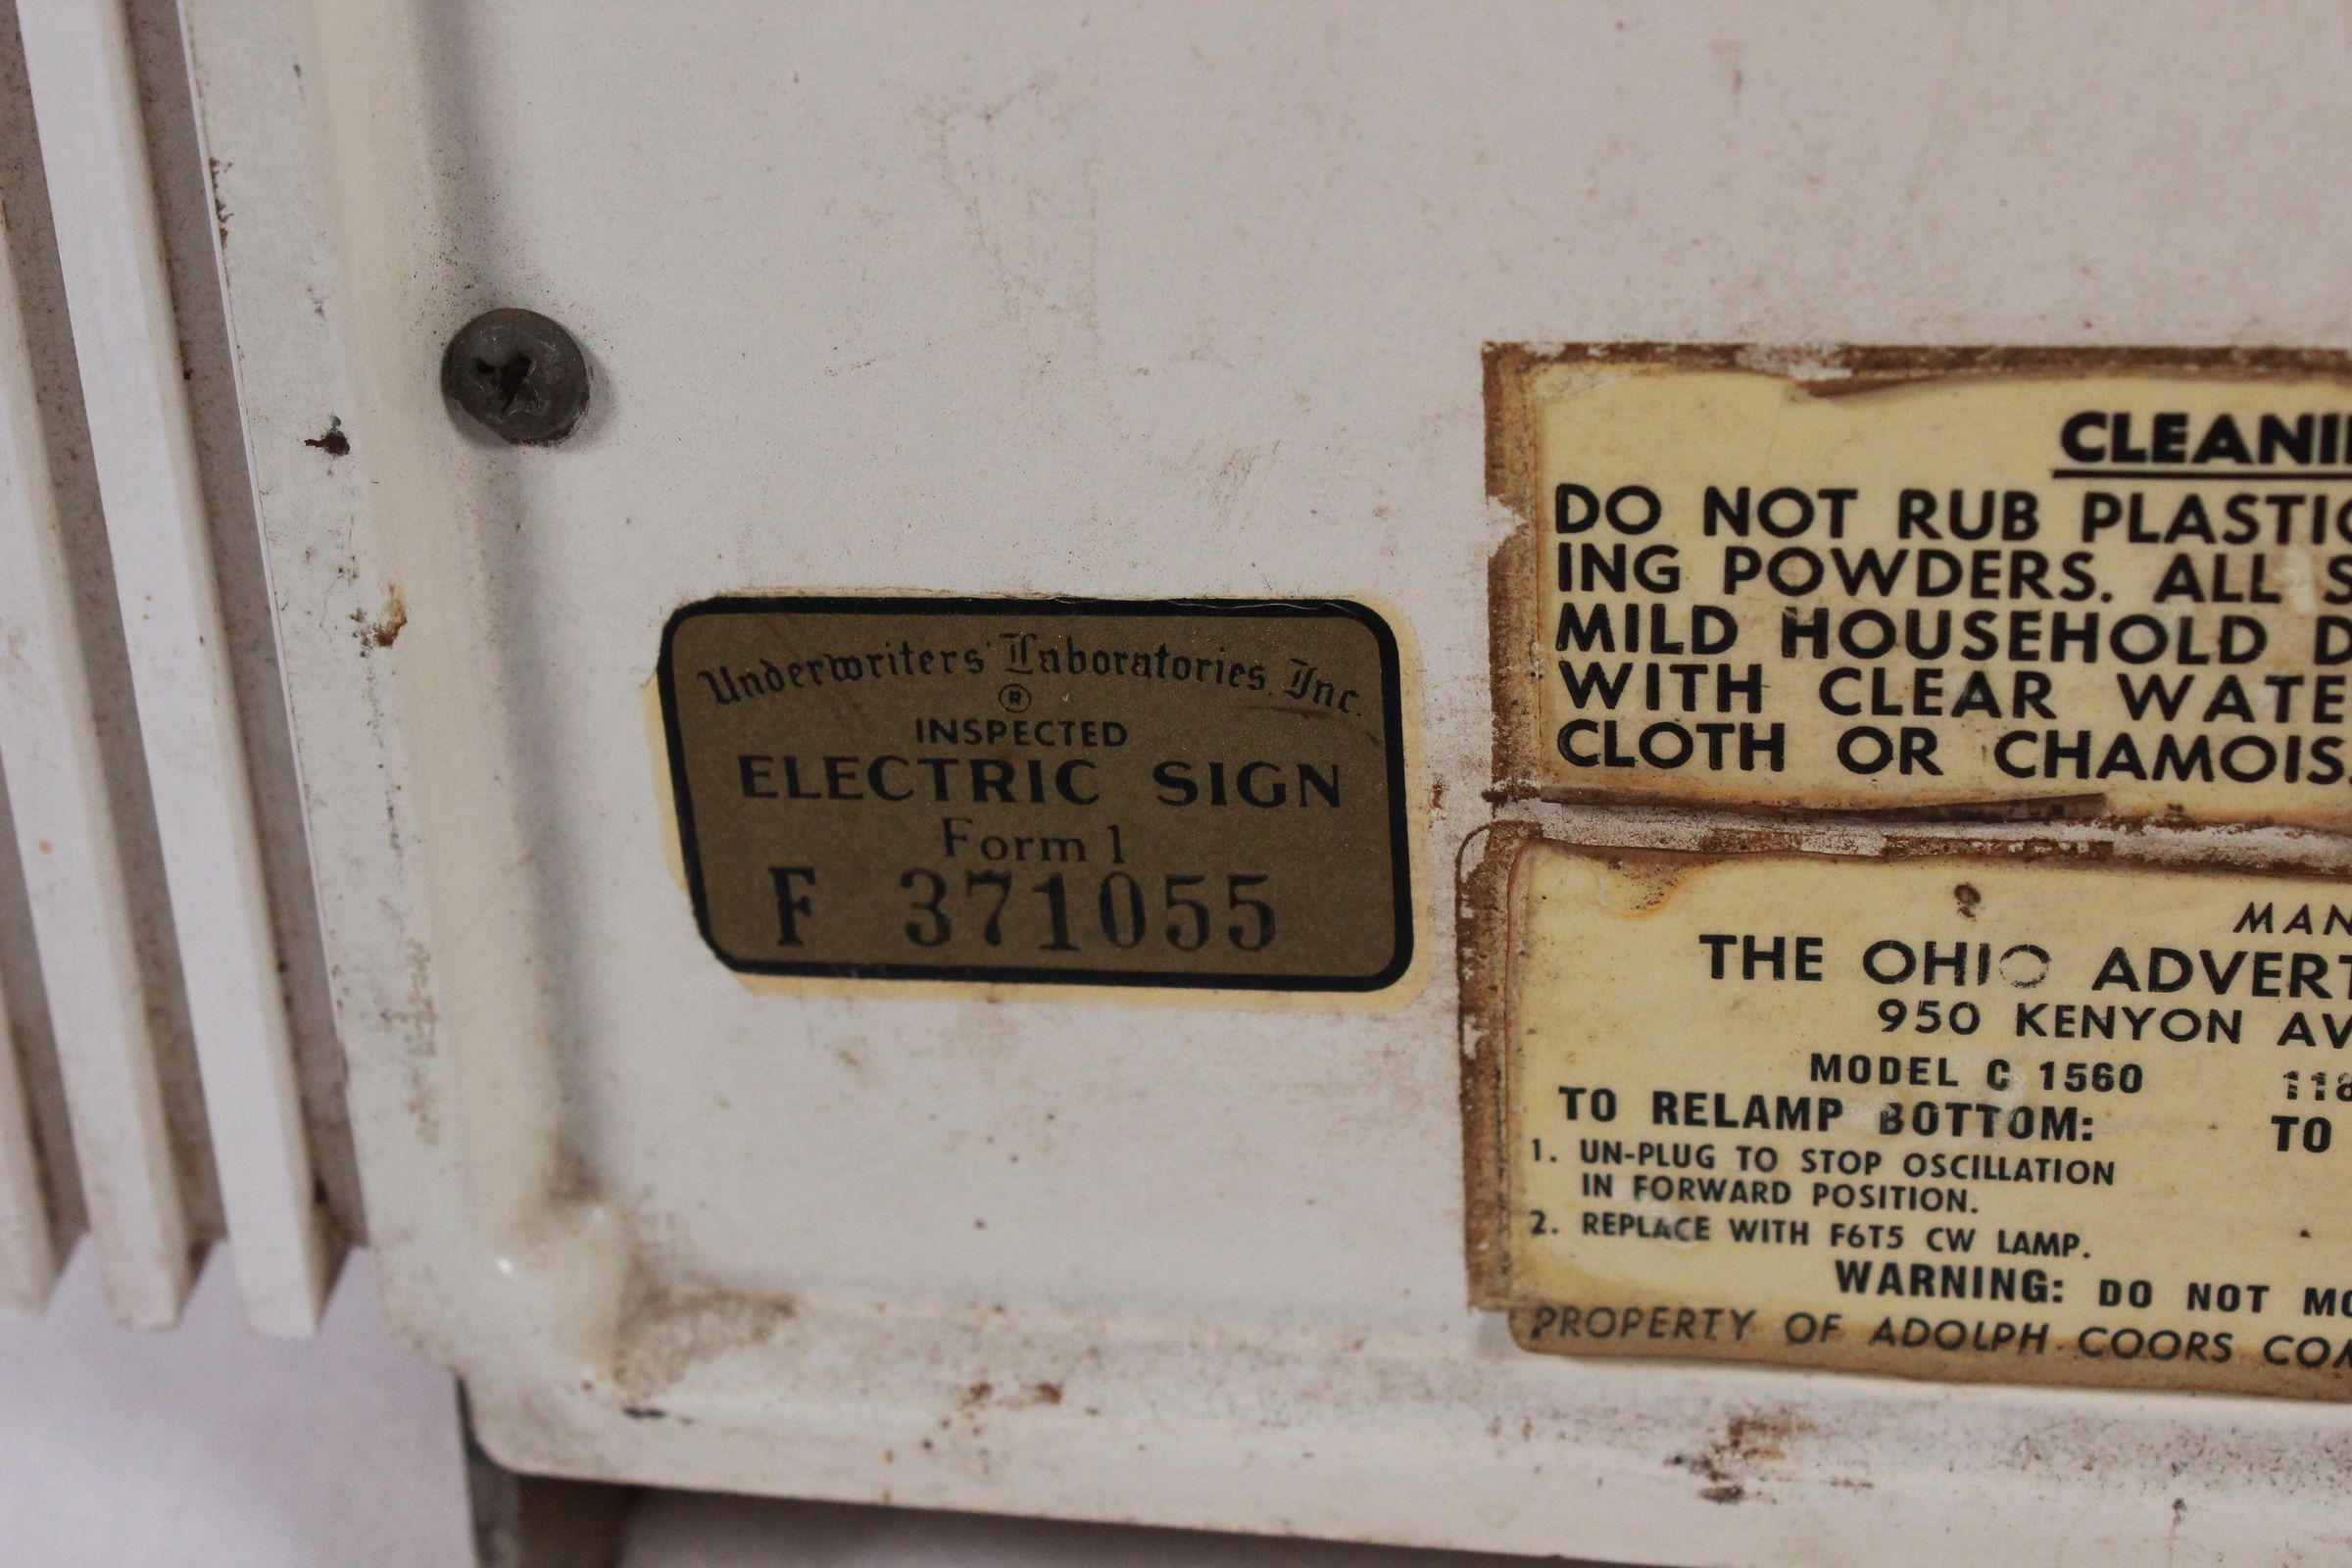 Underwriters' Laboratories, Inc.
®
INSPECTED
ELECTRIC SIGN
Form 1
F 371055
CLEANI
DO NOT RUB PLASTIC
ING POWDERS. ALL S
MILD HOUSEHOLD D
WITH CLEAR WATE
CLOTH OR CHAMOIS.
MAN
THE OHIO ADVERT
950 KENYON AV
MODEL C 1560 118
TO RELAMP BOTTOM: TO
1. UN-PLUG TO STOP OSCILLATION
IN FORWARD POSITION.
2. REPLACE WITH F6T5 CW LAMP.
WARNING: DO NOT MO
PROPERTY OF ADOLPH COORS COM